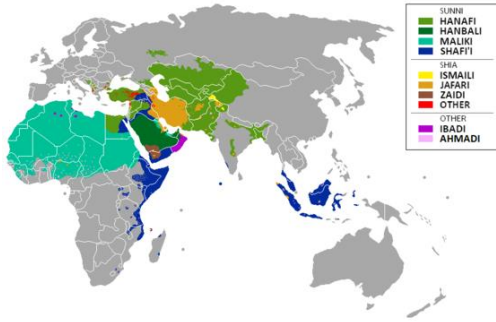 SUNNI
HANAFI
HANBALI
MALIKI
SHAFI'I
SHIA
ISMAILI
JAFARI
ZAIDI
OTHER
OTHER
IBADI
AHMADI